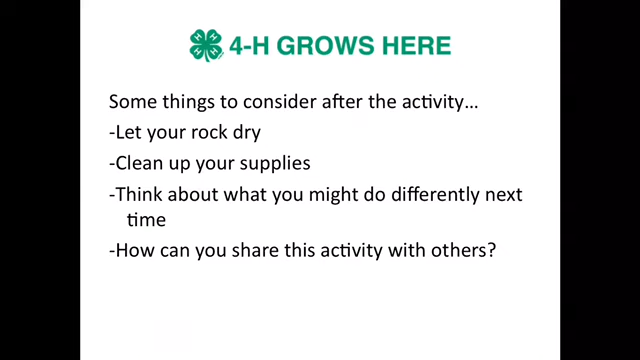 4-H GROWS HERE
Some things to consider after the activity…
-Let your rock dry
-Clean up your supplies
-Think about what you might do differently next
time
-How can you share this activity with others?